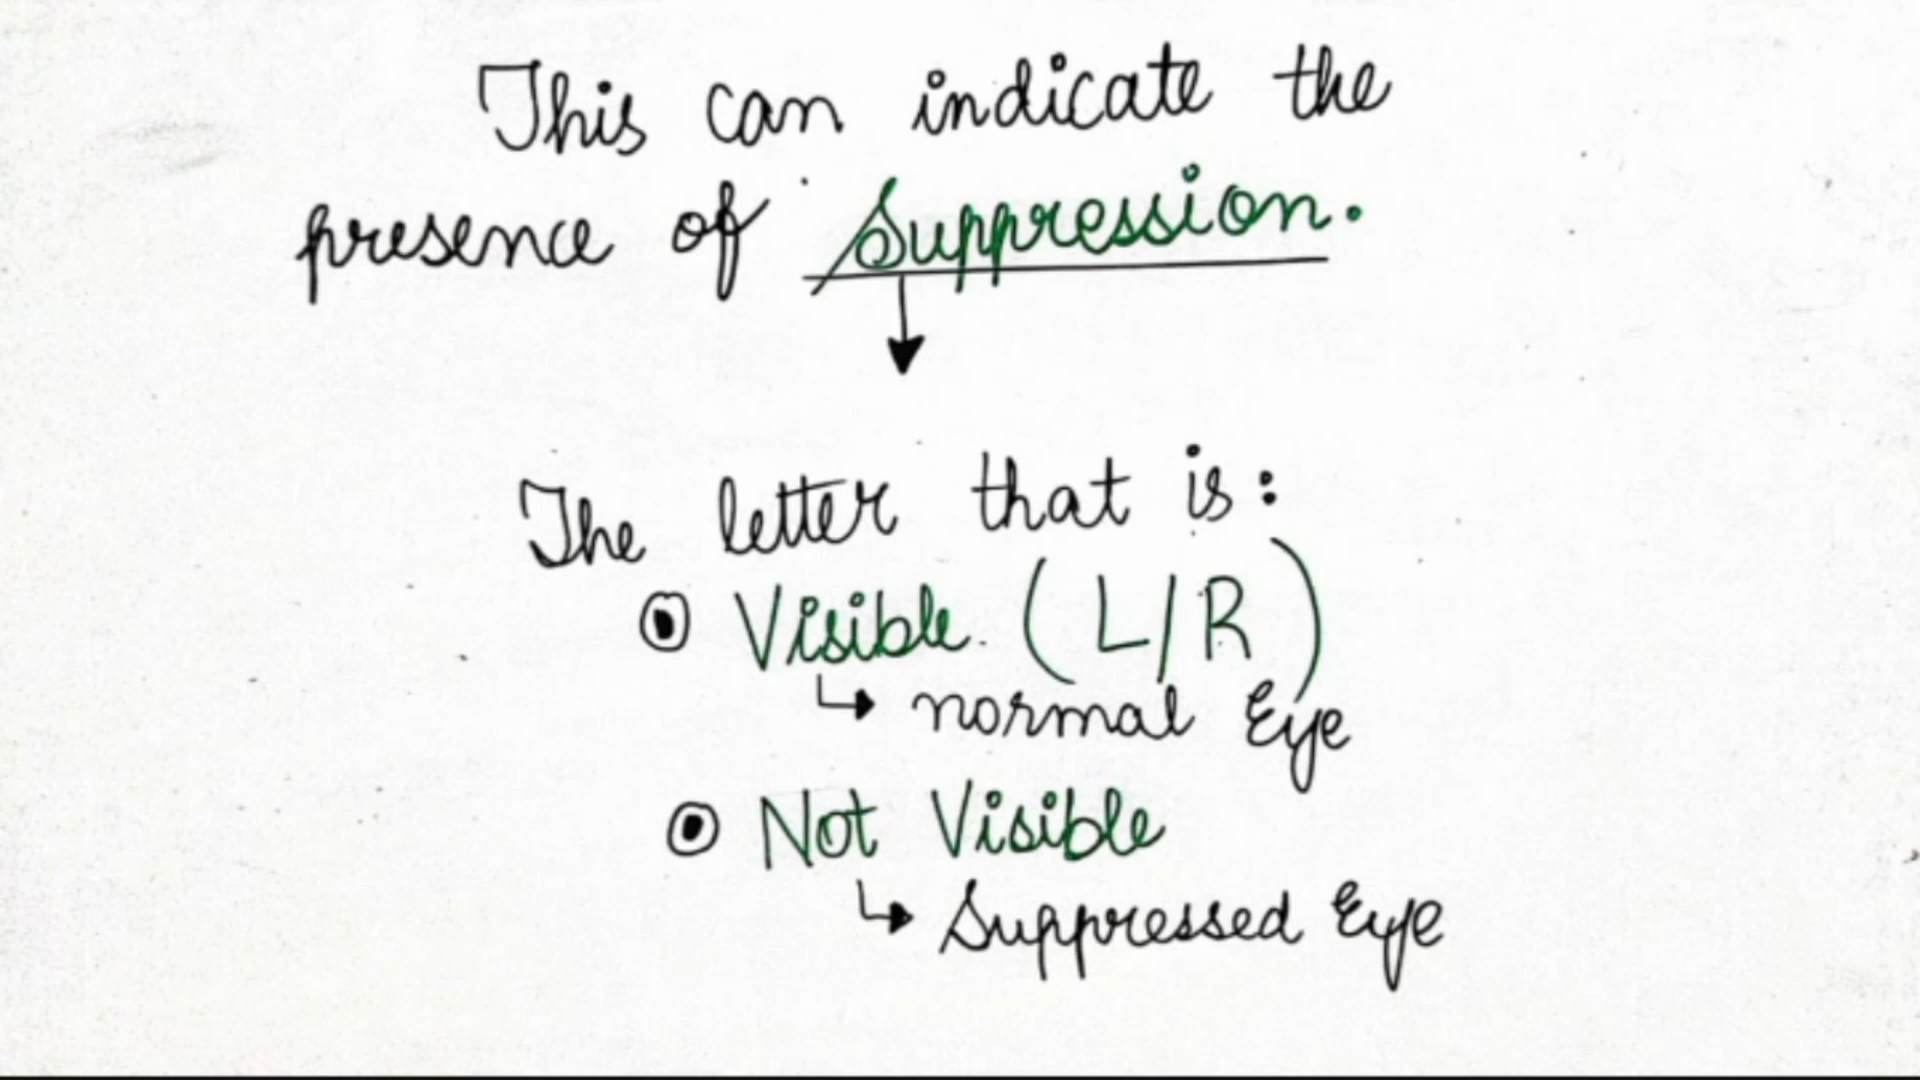 This can indicate the
presence of Suppression.
The letter that is:
Visible. (L/R)
normal Eye
Not Visible
Suppressed Eye